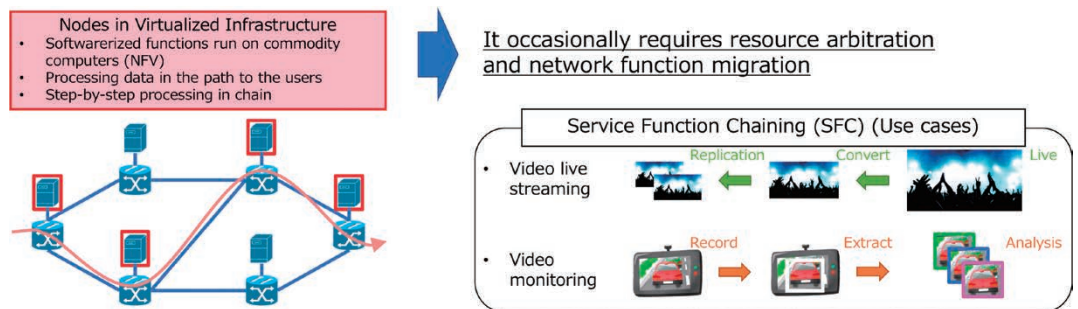 Nodes in Virtualized Infrastructure
• Softwarerized functions run on commodity
computers (NFV)
• Processing data in the path to the users
• Step-by-step processing in chain
It occasionally requires resource arbitration
and network function migration
Service Function Chaining (SFC) (Use cases)
• Video live
streaming
Replication
Convert
Live
• Video
monitoring
Record
Extract
Analysis